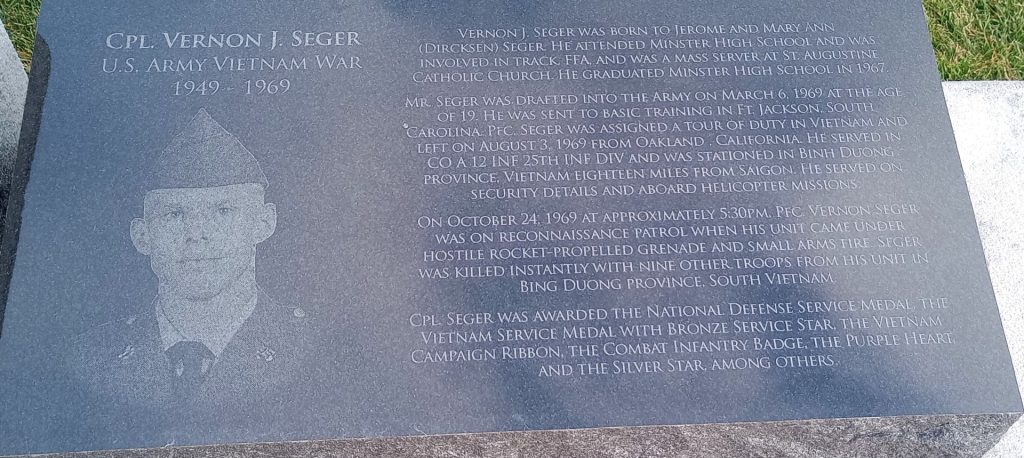 CPL. VERNON J. SEGER
U.S. ARMY VIETNAM WAR
1949 - 1969
VERNON J. SEGER WAS BORN TO JEROME AND MARY ANN
(DIRCKSEN) SEGER. HE ATTENDED MINSTER HIGH SCHOOL AND WAS
INVOLVED IN TRACK, FFA, AND WAS A MASS SERVER AT ST. AUGUSTINE
CATHOLIC CHURCH. HE GRADUATED MINSTER HIGH SCHOOL IN 1967.
MR. SEGER WAS DRAFTED INTO THE ARMY ON MARCH 6, 1969 AT THE AGE
OF 19. HE WAS SENT TO BASIC TRAINING IN FT. JACKSON, SOUTH
CAROLINA. PFC. SEGER WAS ASSIGNED A TOUR OF DUTY IN VIETNAM AND
LEFT ON AUGUST 3, 1969 FROM OAKLAND, CALIFORNIA. HE SERVED IN
CO A 12 INF 25TH INF DIV AND WAS STATIONED IN BINH DUONG
PROVINCE, VIETNAM EIGHTEEN MILES FROM SAIGON. HE SERVED ON
SECURITY DETAILS AND ABOARD HELICOPTER MISSIONS.
ON OCTOBER 24, 1969 AT APPROXIMATELY 5:30PM, PFC. VERNON SEGER
WAS ON RECONNAISSANCE PATROL WHEN HIS UNIT CAME UNDER
HOSTILE ROCKET-PROPELLED GRENADE AND SMALL ARMS FIRE. SEGER
WAS KILLED INSTANTLY WITH NINE OTHER TROOPS FROM HIS UNIT IN
BING DUONG PROVINCE, SOUTH VIETNAM.
CPL. SEGER WAS AWARDED THE NATIONAL DEFENSE SERVICE MEDAL, THE
VIETNAM SERVICE MEDAL WITH BRONZE SERVICE STAR, THE VIETNAM
CAMPAIGN RIBBON, THE COMBAT INFANTRY BADGE, THE PURPLE HEART,
AND THE SILVER STAR, AMONG OTHERS.